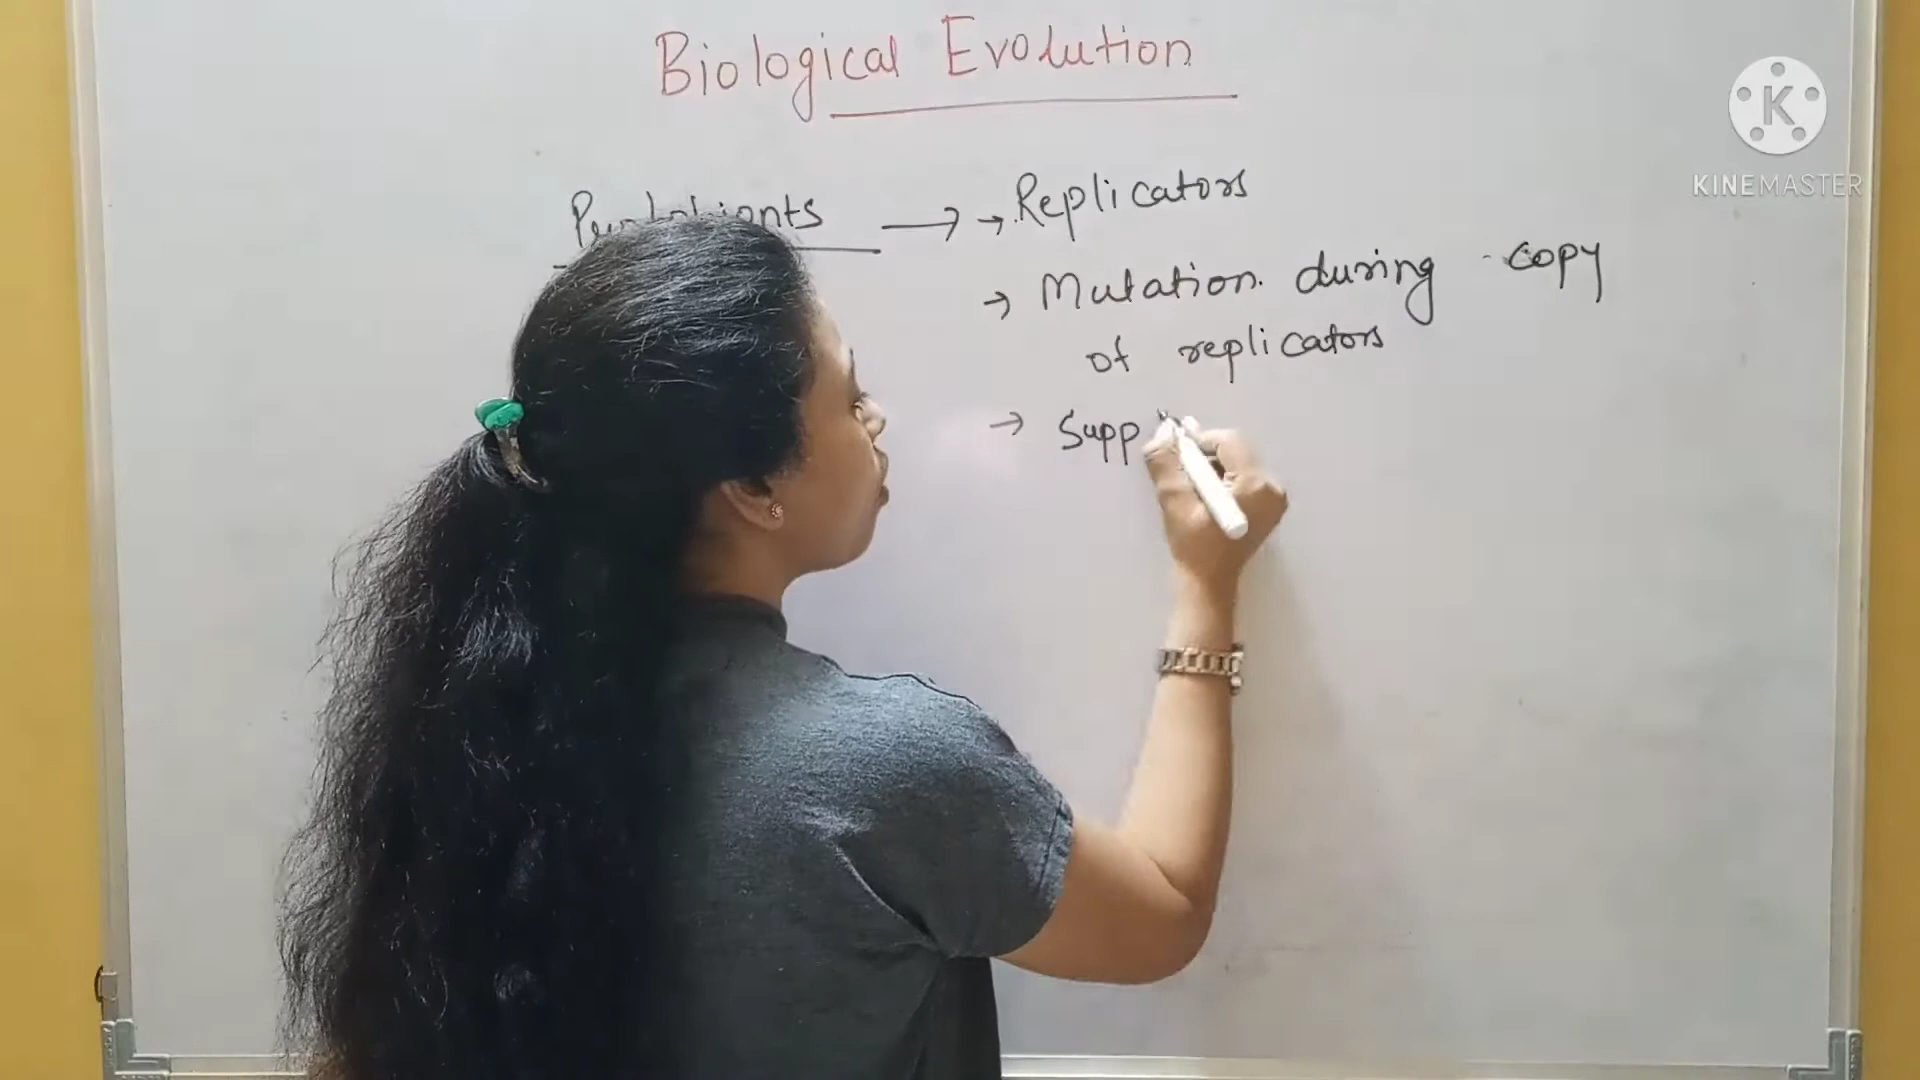 Biological Evolution
→ → Replicators
→ Mutation during copy
of replicators
→ Supp
KINEMASTER